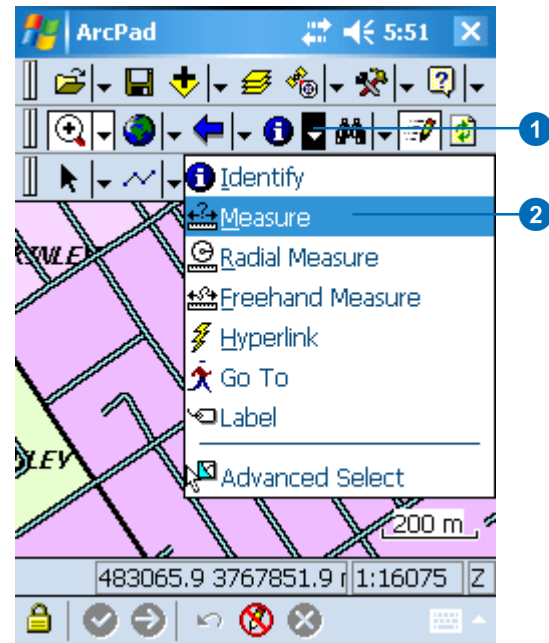 ArcPad 5:51
1
Identify
2
Measure
Radial Measure
Freehand Measure
Hyperlink
Go To
Label
Advanced Select
200 m
483065.9 3767851.9 1:16075 Z